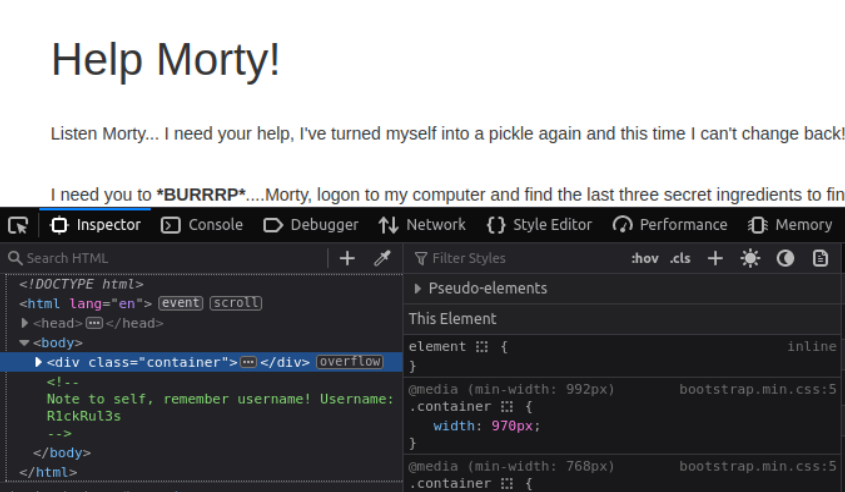 Help Morty!
Listen Morty... I need your help, I've turned myself into a pickle again and this time I can't change back!
I need you to *BURRRP*....Morty, logon to my computer and find the last three secret ingredients to fin
Inspector Console Debugger Network {} Style Editor Performance Memory
Search HTML + Filter Styles :hov .cls +
<!DOCTYPE html>
<html lang="en"> event scroll
<head> ... </head>
<body>
<div class="container"> ... </div> overflow
<!--
Note to self, remember username! Username:
R1ckRul3s
-->
</body>
</html>
Pseudo-elements
This Element
element { inline
}
@media (min-width: 992px) bootstrap.min.css:5
.container {
width: 970px;
}
@media (min-width: 768px) bootstrap.min.css:5
.container {